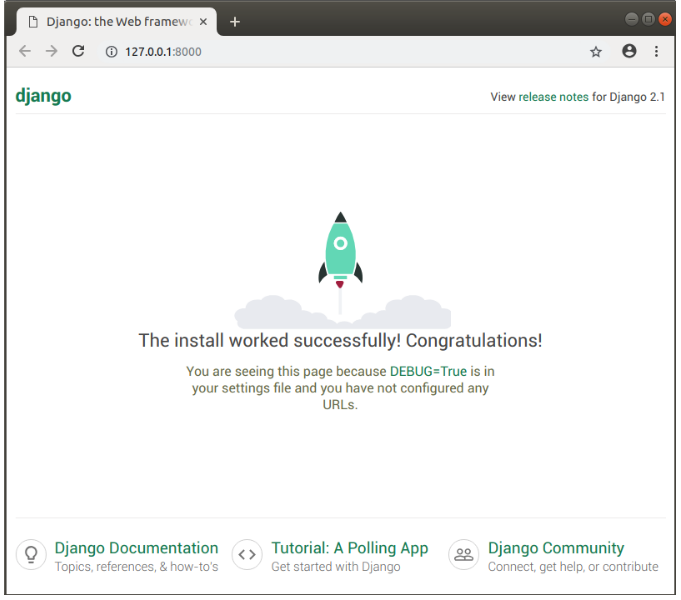 Django: the Web framew
127.0.0.1:8000
django
View release notes for Django 2.1
The install worked successfully! Congratulations!
You are seeing this page because DEBUG=True is in
your settings file and you have not configured any
URLs.
Django Documentation
Topics, references, & how-to's
Tutorial: A Polling App
Get started with Django
Django Community
Connect, get help, or contribute